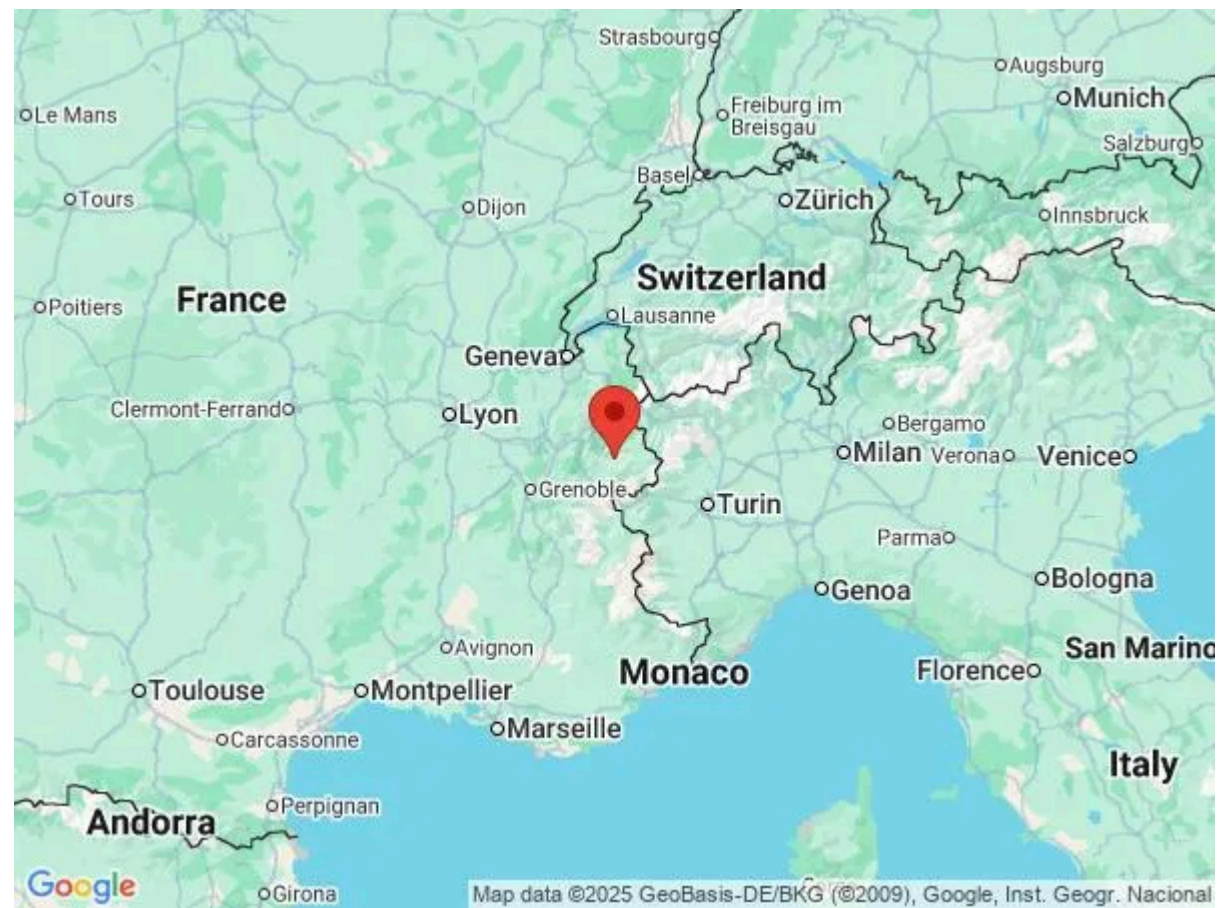 Strasbourg
Augsburg
Munich
Le Mans
Freiburg im
Breisgau
Salzburg
Basel
Tours
Dijon
Zürich
Innsbruck
Switzerland
France
Poitiers
Lausanne
Geneva
Clermont-Ferrand
Lyon
Bergamo
Milan
Verona
Venice
Grenoble
Turin
Parma
Bologna
Genoa
Avignon
San Marino
Monaco
Florence
Toulouse
Montpellier
Marseille
Carcassonne
Italy
Perpignan
Andorra
Google
Girona
Map data ©2025 GeoBasis-DE/BKG (©2009), Google, Inst. Geogr. Nacional